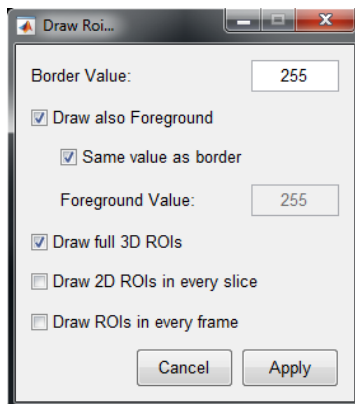 Draw Roi...
Border Value: 255
Draw also Foreground
Same value as border
Foreground Value: 255
Draw full 3D ROIs
Draw 2D ROIs in every slice
Draw ROIs in every frame
Cancel Apply